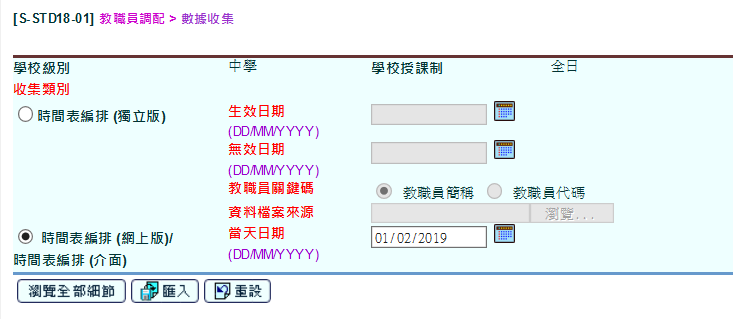 [S-STD18-01] 教職員調配 > 數據收集
學校級別 中學 學校授課制 全日
收集類別
時間表編排 (獨立版) 生效日期
(DD/MM/YYYY)
無效日期
(DD/MM/YYYY)
教職員關鍵碼 教職員簡稱 教職員代碼
資料檔案來源 瀏覽...
時間表編排 (網上版)/ 當天日期 01/02/2019
時間表編排 (介面) (DD/MM/YYYY)
瀏覽全部細節 匯入 重設